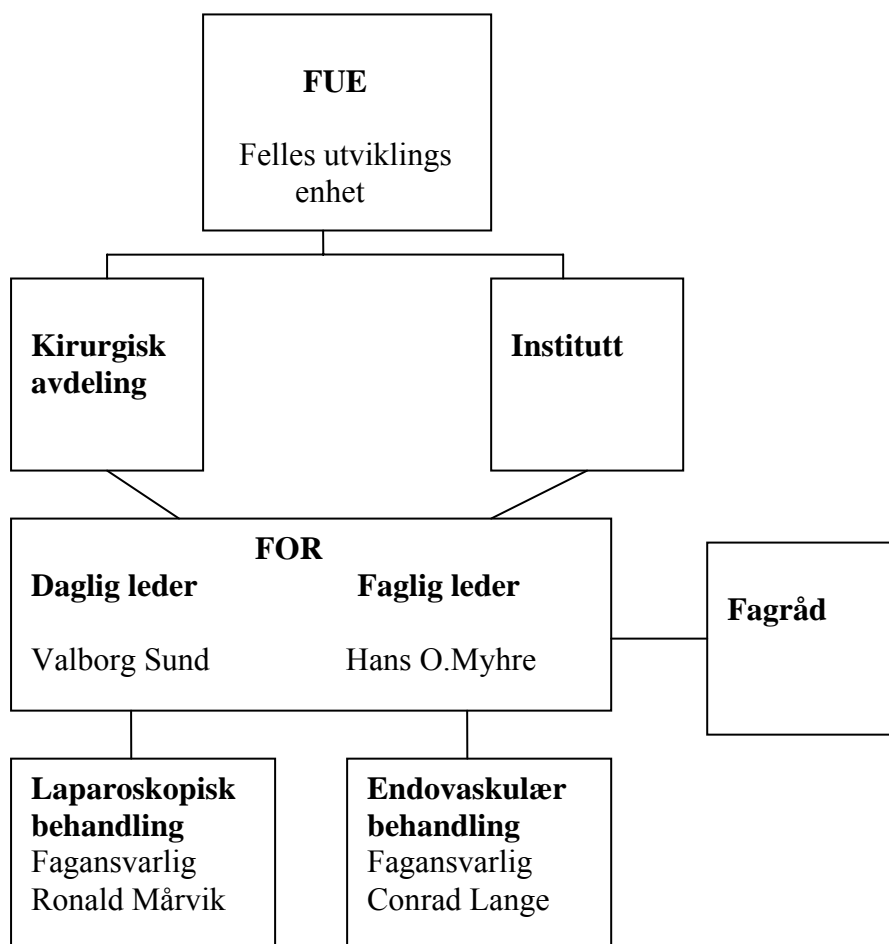 FUE
Felles utviklings
enhet
Kirurgisk
avdeling
Institutt
FOR
Daglig leder Faglig leder
Valborg Sund Hans O.Myhre
Fagråd
Laparoskopisk
behandling
Fagansvarlig
Ronald Mårvik
Endovaskulær
behandling
Fagansvarlig
Conrad Lange